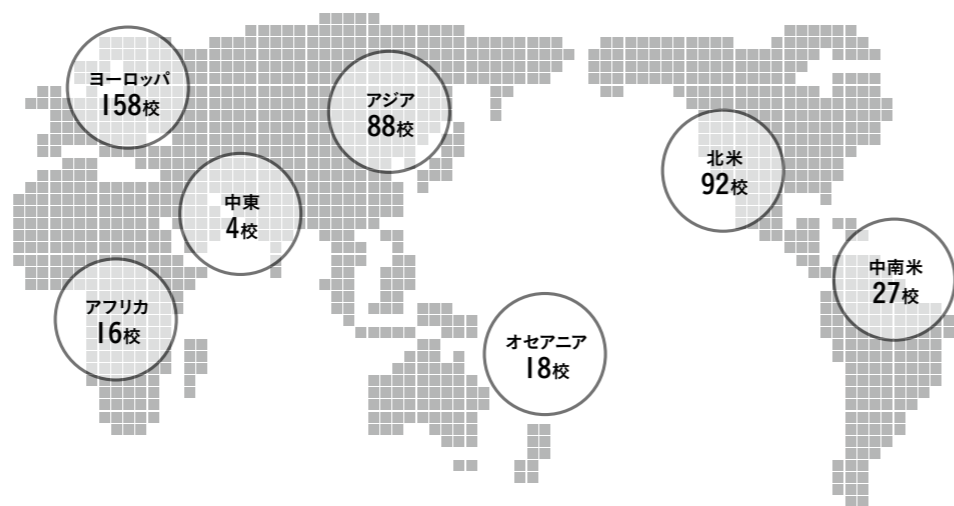 ヨーロッパ
158校
アジア
88校
北米
92校
中東
4校
中南米
27校
アフリカ
16校
オセアニア
18校